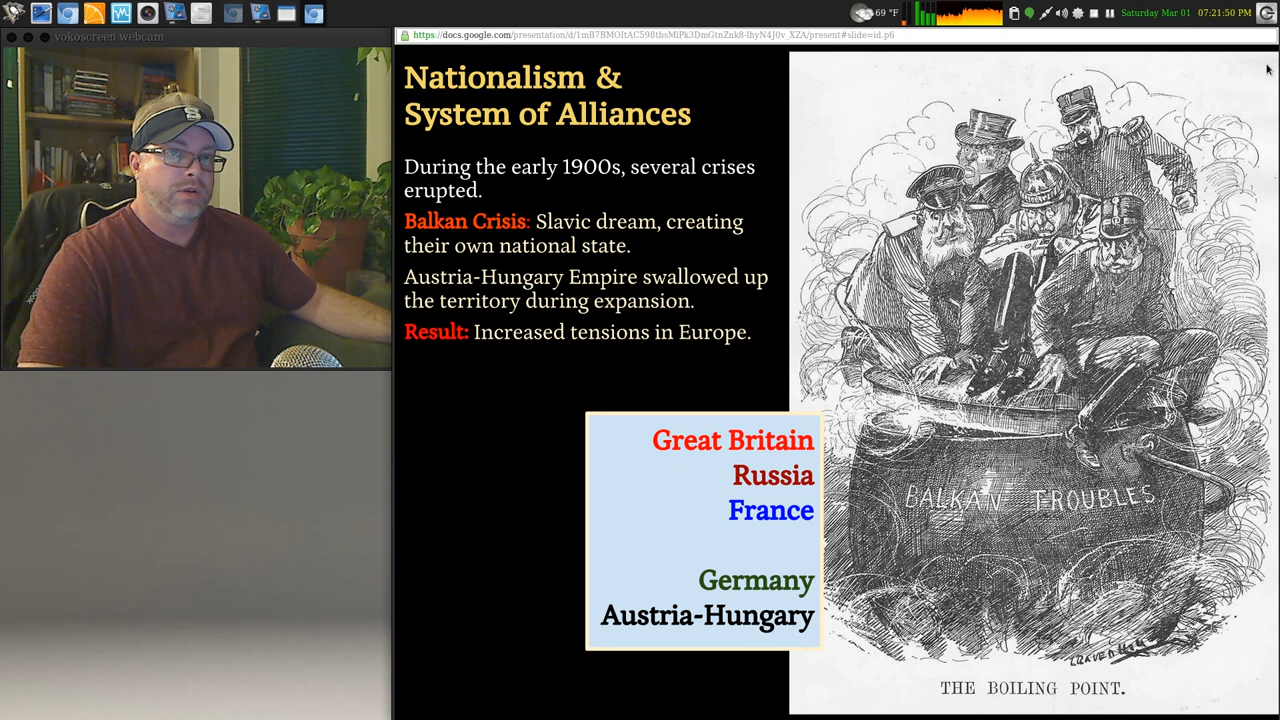 69 °F
Saturday Mar 01
07:21:50 PM
vokoscreen webcam
Nationalism &
System of Alliances
During the early 1900s, several crises
erupted.
Balkan Crisis: Slavic dream, creating
their own national state.
Austria-Hungary Empire swallowed up
the territory during expansion.
Result: Increased tensions in Europe.
Great Britain
Russia
France
Germany
Austria-Hungary
BALKAN TROUBLES
THE BOILING POINT.